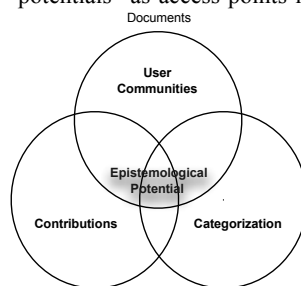 potentials" as access points
Documents
User
Communities
Epistemological
Potential
Contributions
Categorization